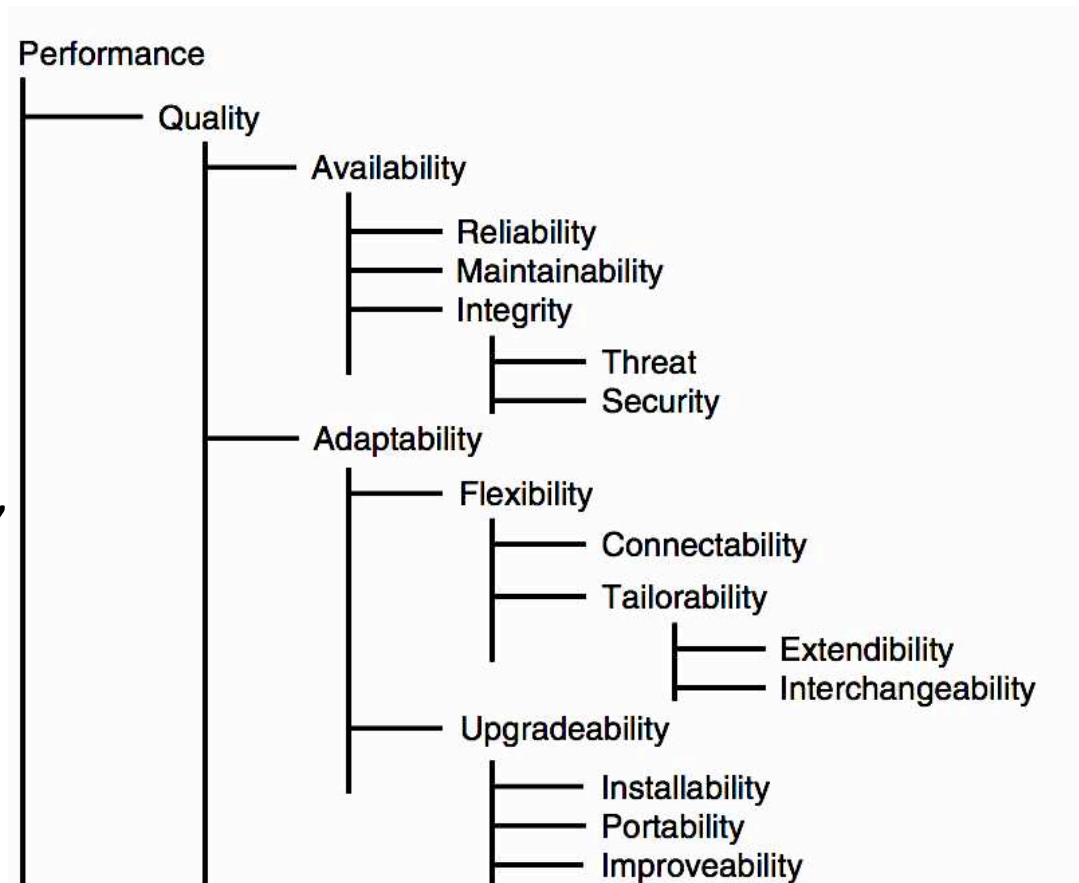 Performance
Quality
Availability
Reliability
Maintainability
Integrity
Threat
Security
Adaptability
Flexibility
Connectability
Tailorability
Extendibility
Interchangeability
Upgradeability
Installability
Portability
Improveability